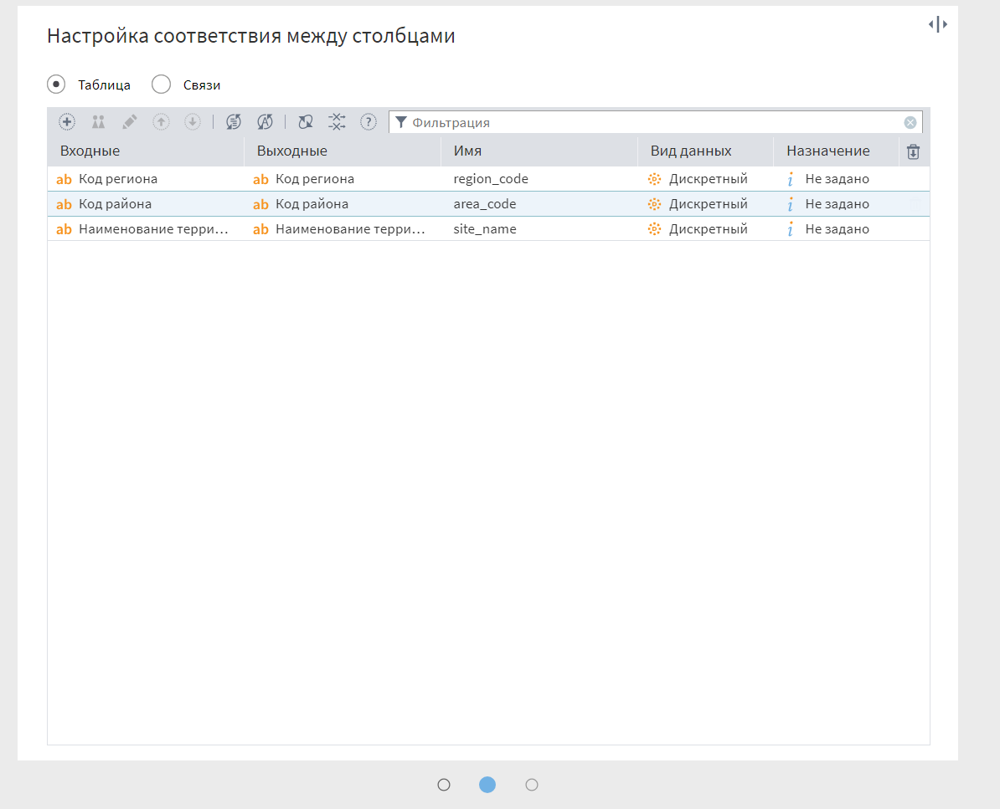 Настройка соответствия между столбцами
Таблица Связи
Фильтрация
Входные Выходные Имя Вид данных Назначение
ab Код региона ab Код региона region_code Дискретный i Не задано
ab Код района ab Код района area_code Дискретный i Не задано
ab Наименование терри... ab Наименование терри... site_name Дискретный i Не задано